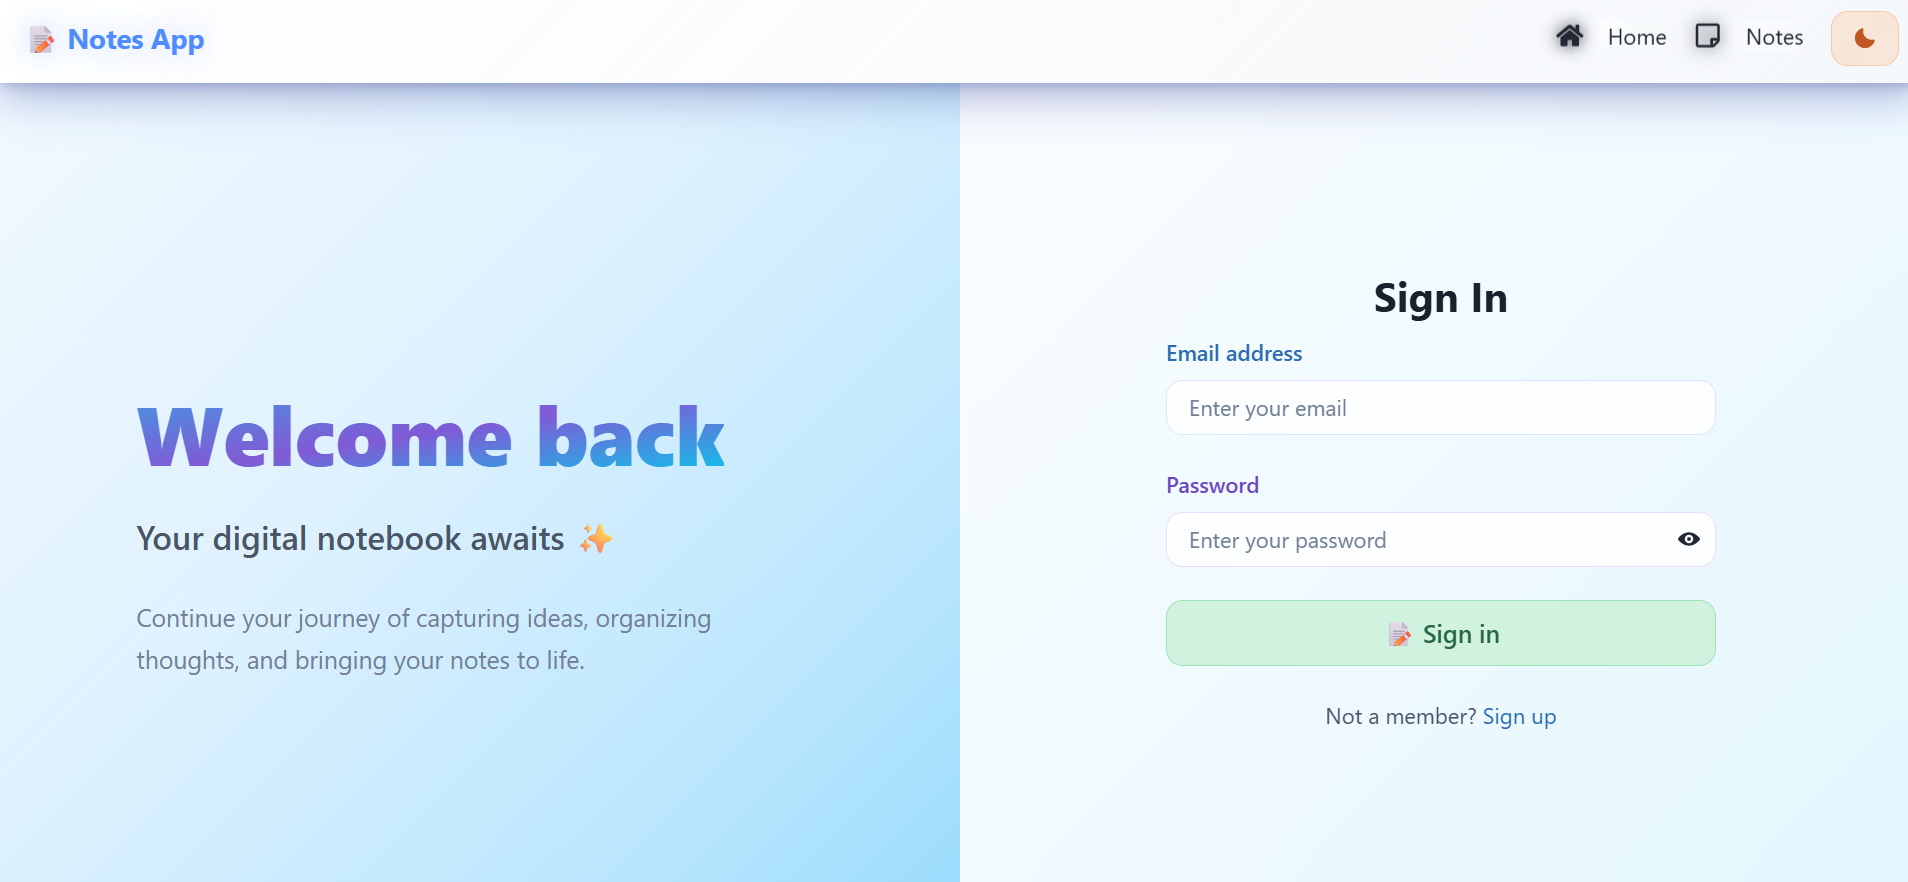 Notes App
Home
Notes
Welcome back
Your digital notebook awaits ✨
Continue your journey of capturing ideas, organizing
thoughts, and bringing your notes to life.
Sign In
Email address
Enter your email
Password
Enter your password
Sign in
Not a member? Sign up